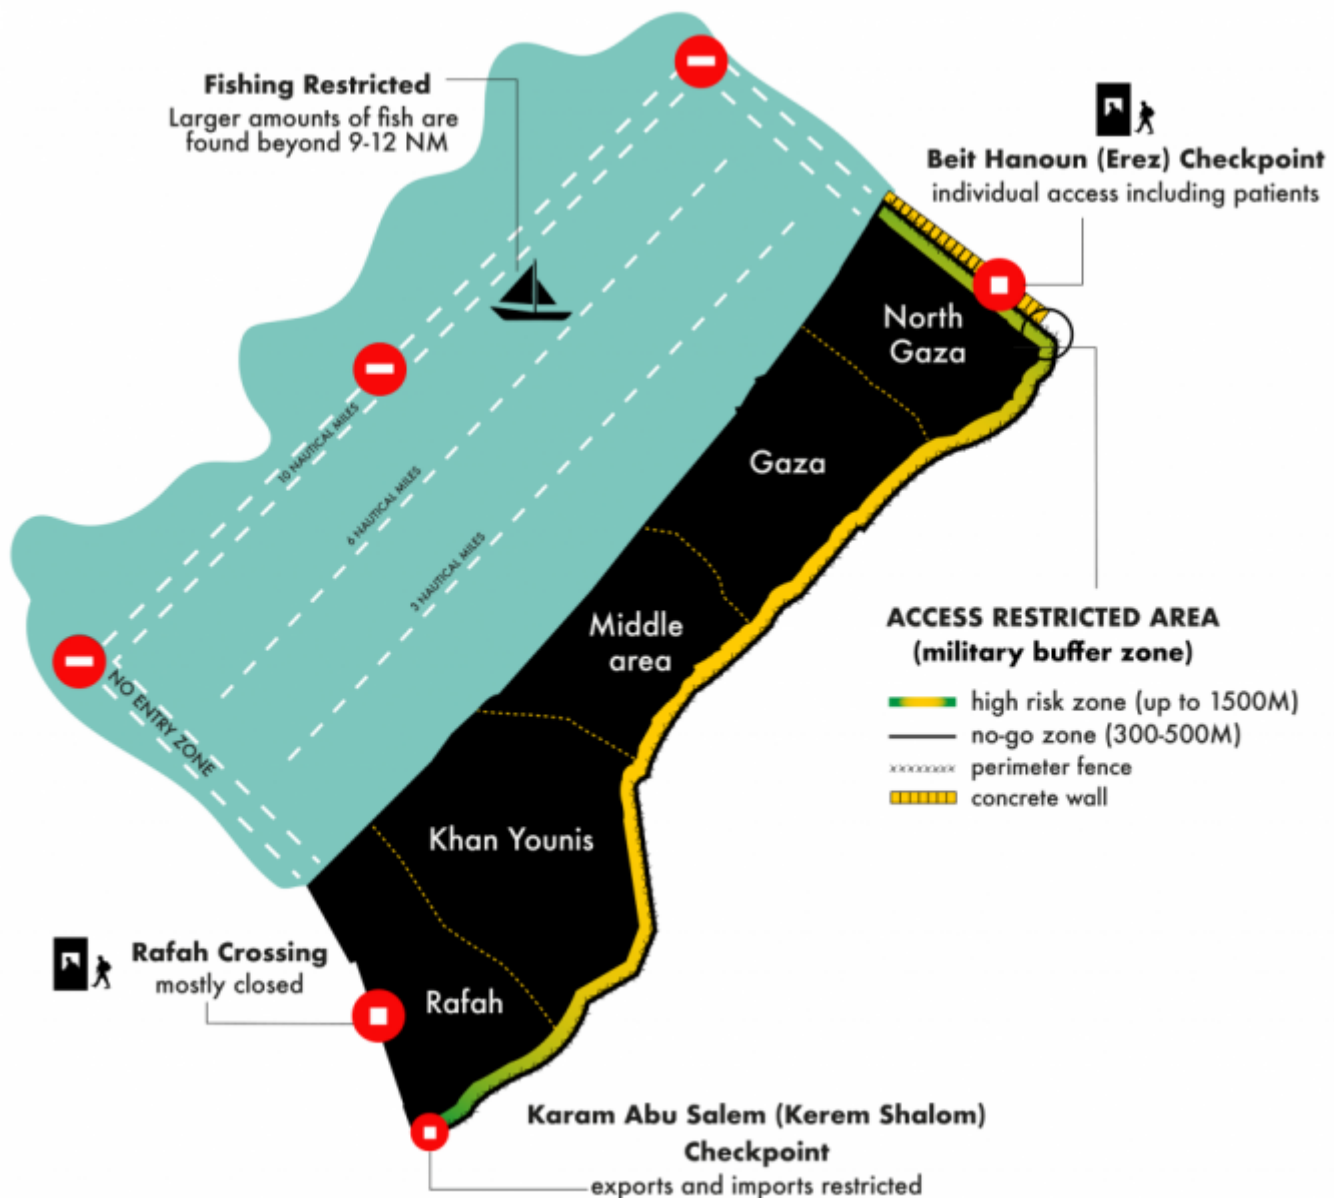 Fishing Restricted
Larger amounts of fish are
found beyond 9-12 NM
Beit Hanoun (Erez) Checkpoint
individual access including patients
North
Gaza
Gaza
Middle
area
Khan Younis
Rafah
10 NAUTICAL MILES
6 NAUTICAL MILES
3 NAUTICAL MILES
NO ENTRY ZONE
ACCESS RESTRICTED AREA
(military buffer zone)
high risk zone (up to 1500M)
no-go zone (300-500M)
perimeter fence
concrete wall
Rafah Crossing
mostly closed
Karam Abu Salem (Kerem Shalom)
Checkpoint
exports and imports restricted